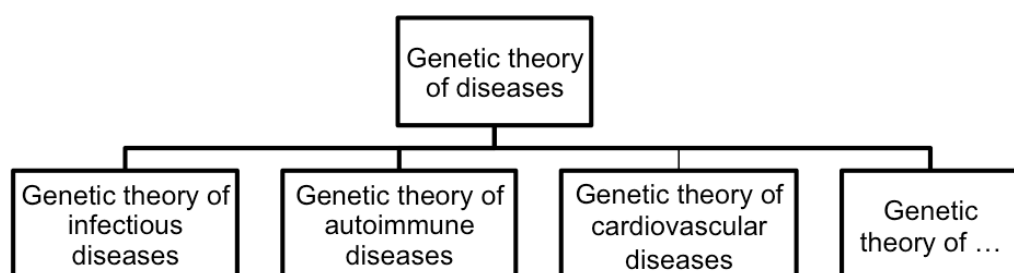 Genetic theory
of diseases
Genetic theory of
infectious
diseases
Genetic theory of
autoimmune
diseases
Genetic theory of
cardiovascular
diseases
Genetic
theory of …